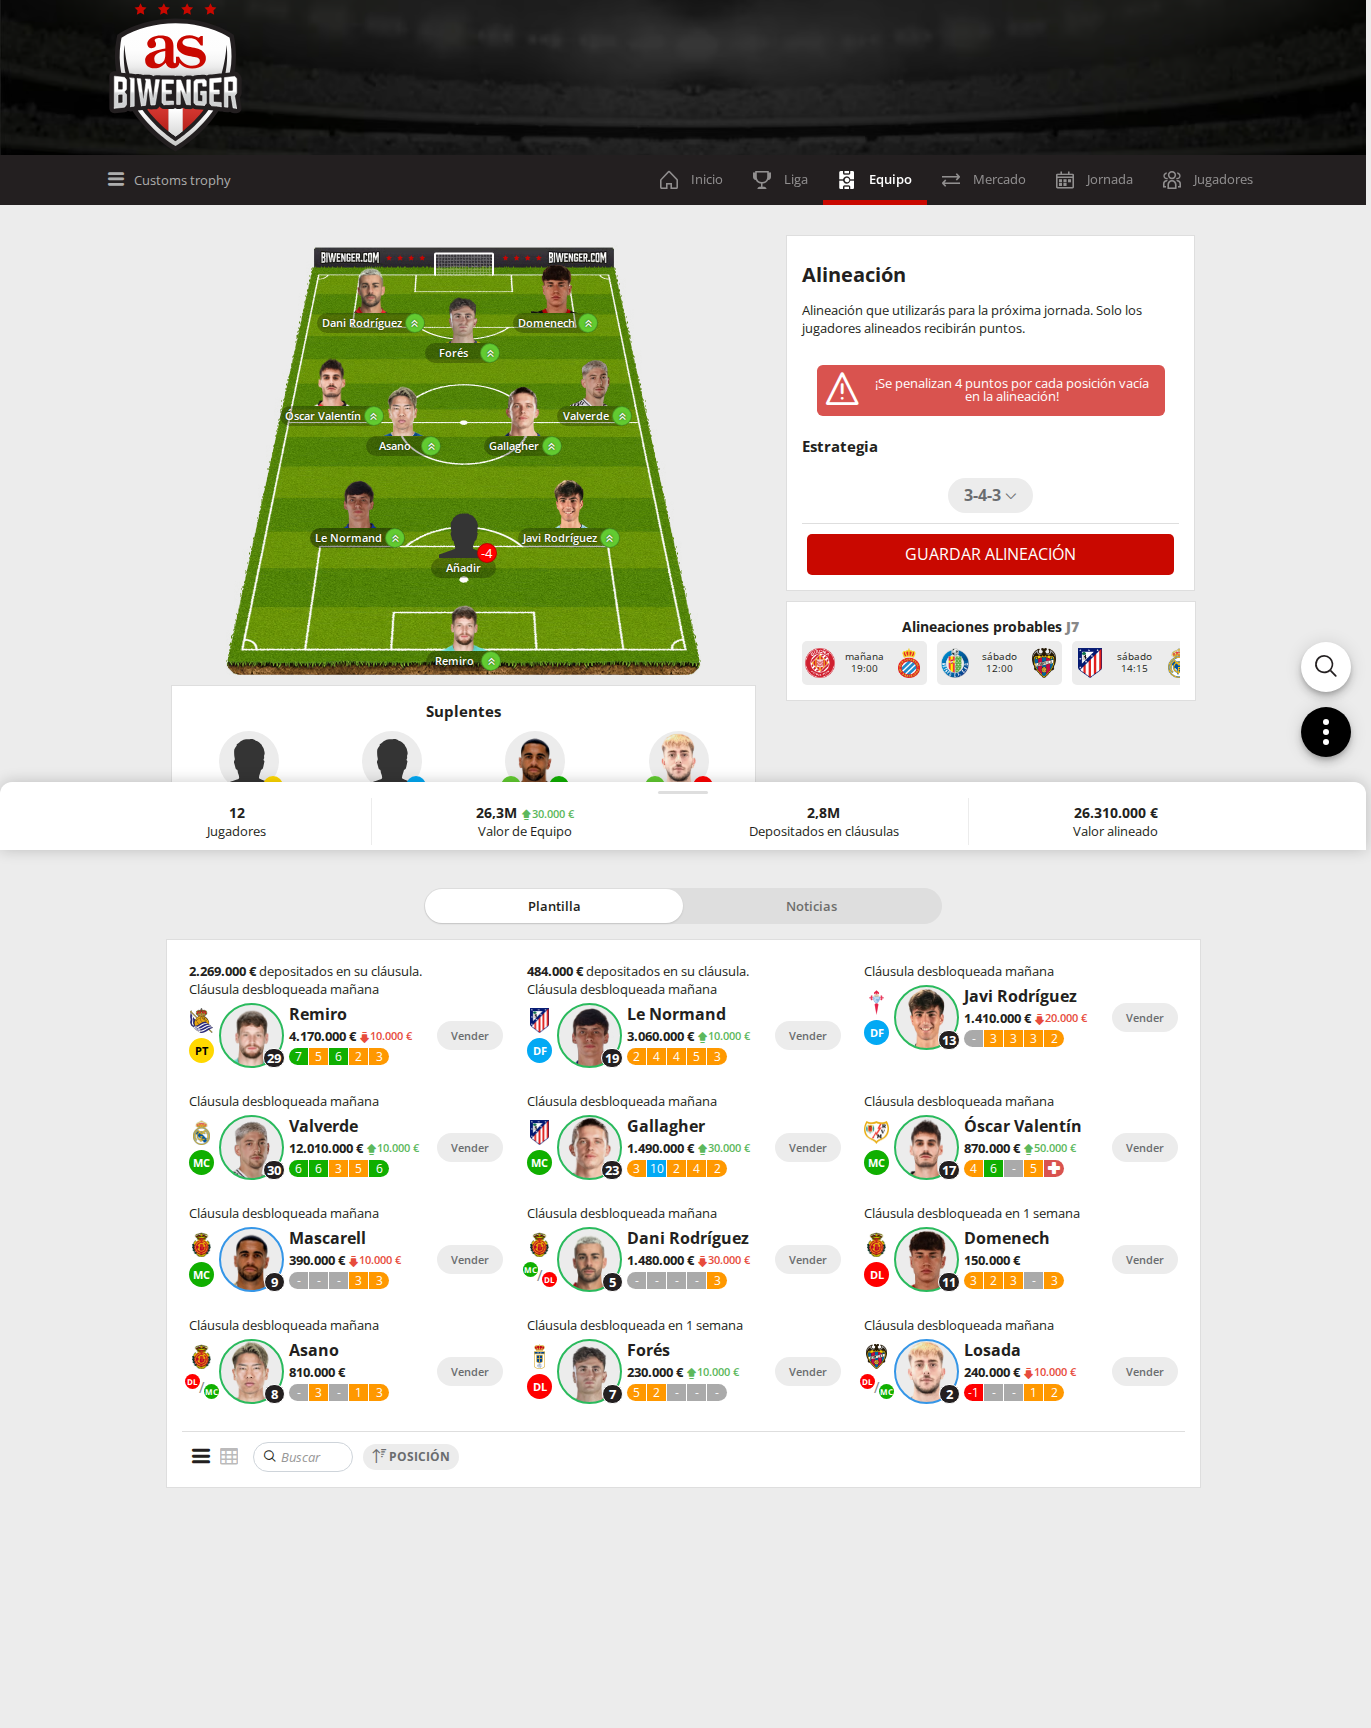 as
BIWENGER
Customs trophy
Inicio
Liga
Equipo
Mercado
Jornada
Jugadores
BIWENGER.COM
BIWENGER.COM
Dani Rodríguez
Domenech
Forés
Óscar Valentín
Valverde
Asano
Gallagher
Le Normand
Javi Rodríguez
-4
Añadir
Remiro
Alineación
Alineación que utilizarás para la próxima jornada. Solo los
jugadores alineados recibirán puntos.
¡Se penalizan 4 puntos por cada posición vacía
en la alineación!
Estrategia
3-4-3
GUARDAR ALINEACIÓN
Alineaciones probables J7
mañana
19:00
sábado
12:00
sábado
14:15
Suplentes
12
Jugadores
26,3M 30.000 €
Valor de Equipo
2,8M
Depositados en cláusulas
26.310.000 €
Valor alineado
Plantilla
Noticias
2.269.000 € depositados en su cláusula.
Cláusula desbloqueada mañana
PT
29
Remiro
4.170.000 € 10.000 €
7 5 6 2 3
Vender
484.000 € depositados en su cláusula.
Cláusula desbloqueada mañana
DF
19
Le Normand
3.060.000 € 10.000 €
2 4 4 5 3
Vender
Cláusula desbloqueada mañana
DF
13
Javi Rodríguez
1.410.000 € 20.000 €
- 3 3 3 2
Vender
Cláusula desbloqueada mañana
MC
30
Valverde
12.010.000 € 10.000 €
6 6 3 5 6
Vender
Cláusula desbloqueada mañana
MC
23
Gallagher
1.490.000 € 30.000 €
3 10 2 4 2
Vender
Cláusula desbloqueada mañana
MC
17
Óscar Valentín
870.000 € 50.000 €
4 6 - 5
Vender
Cláusula desbloqueada mañana
MC
9
Mascarell
390.000 € 10.000 €
- - - 3 3
Vender
Cláusula desbloqueada mañana
MC / DL
5
Dani Rodríguez
1.480.000 € 30.000 €
- - - - 3
Vender
Cláusula desbloqueada en 1 semana
DL
11
Domenech
150.000 €
3 2 3 - 3
Vender
Cláusula desbloqueada mañana
DL / MC
8
Asano
810.000 €
- 3 - 1 3
Vender
Cláusula desbloqueada en 1 semana
DL
7
Forés
230.000 € 10.000 €
5 2 - - -
Vender
Cláusula desbloqueada mañana
DL / MC
2
Losada
240.000 € 10.000 €
-1 - - 1 2
Vender
Buscar
POSICIÓN